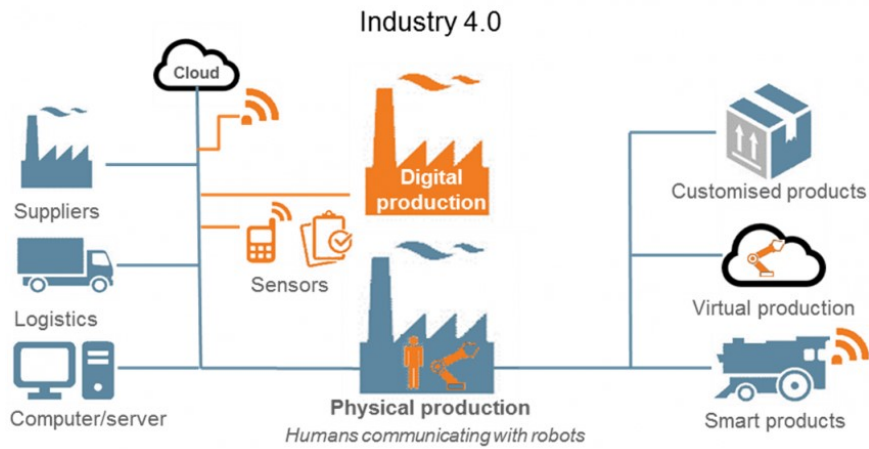 Industry 4.0
Cloud
Suppliers
Logistics
Computer/server
Sensors
Digital
production
Physical production
Humans communicating with robots
Customised products
Virtual production
Smart products